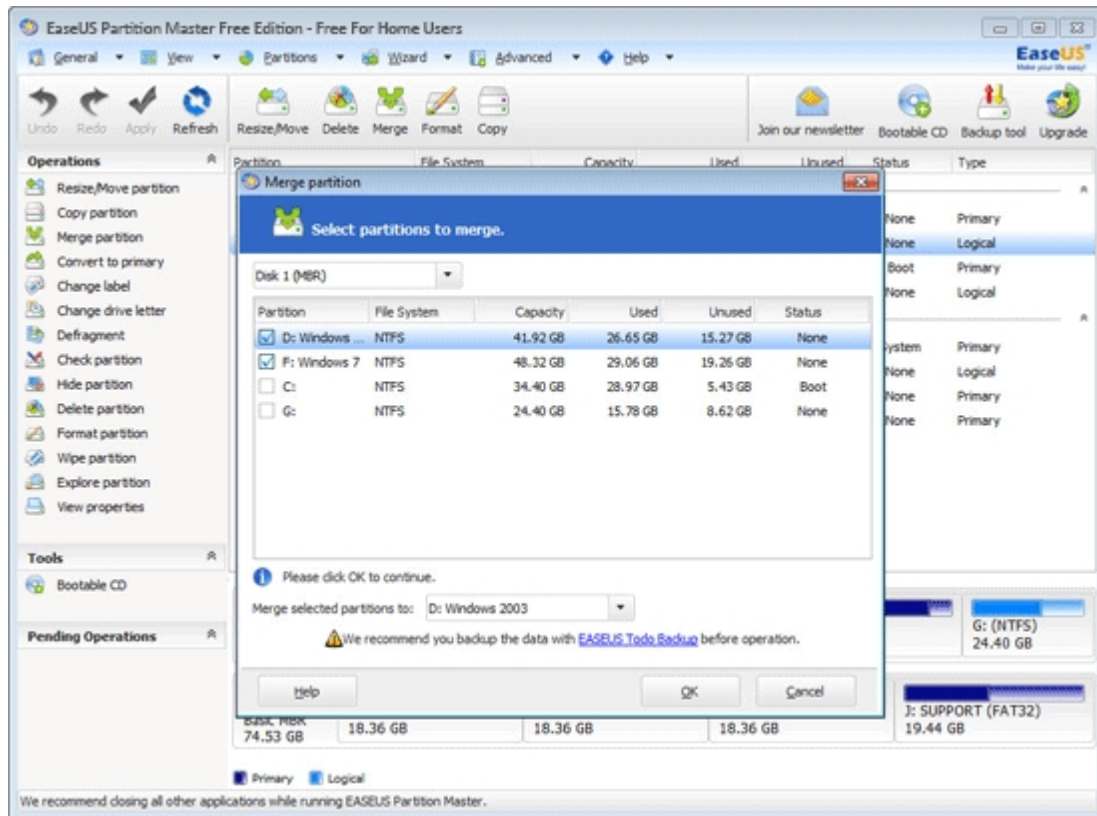 EaseUS Partition Master Free Edition - Free For Home Users
General View Partitions Wizard Advanced Help
EaseUS
Make your life easy!
Undo Redo Apply Refresh Resize/Move Delete Merge Format Copy Join our newsletter Bootable CD Backup tool Upgrade
Operations
Resize/Move partition
Copy partition
Merge partition
Convert to primary
Change label
Change drive letter
Defragment
Check partition
Hide partition
Delete partition
Format partition
Wipe partition
Explore partition
View properties
Tools
Bootable CD
Pending Operations
Partition File System Capacity Used Unused Status Type
None Primary
None Logical
Boot Primary
None Logical
ystem Primary
None Logical
None Primary
None Primary
Merge partition
Select partitions to merge.
Disk 1 (MBR)
Partition File System Capacity Used Unused Status
D: Windows ... NTFS 41.92 GB 26.65 GB 15.27 GB None
F: Windows 7 NTFS 48.32 GB 29.06 GB 19.26 GB None
C: NTFS 34.40 GB 28.97 GB 5.43 GB Boot
G: NTFS 24.40 GB 15.78 GB 8.62 GB None
Please click OK to continue.
Merge selected partitions to: D: Windows 2003
We recommend you backup the data with EASEUS Todo Backup before operation.
Help OK Cancel
G: (NTFS)
24.40 GB
Basic MBR
74.53 GB
18.36 GB
18.36 GB
18.36 GB
J: SUPPORT (FAT32)
19.44 GB
Primary Logical
We recommend closing all other applications while running EASEUS Partition Master.